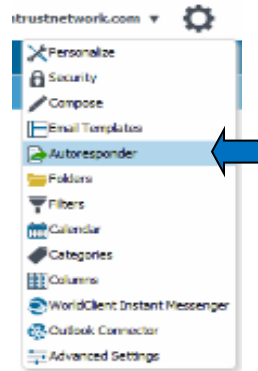 ntrustnetwork.com
Personalize
Security
Compose
Email Templates
Autoresponder
Folders
Filters
Calendar
Categories
Columns
WorldClient Instant Messenger
Outlook Connector
Advanced Settings